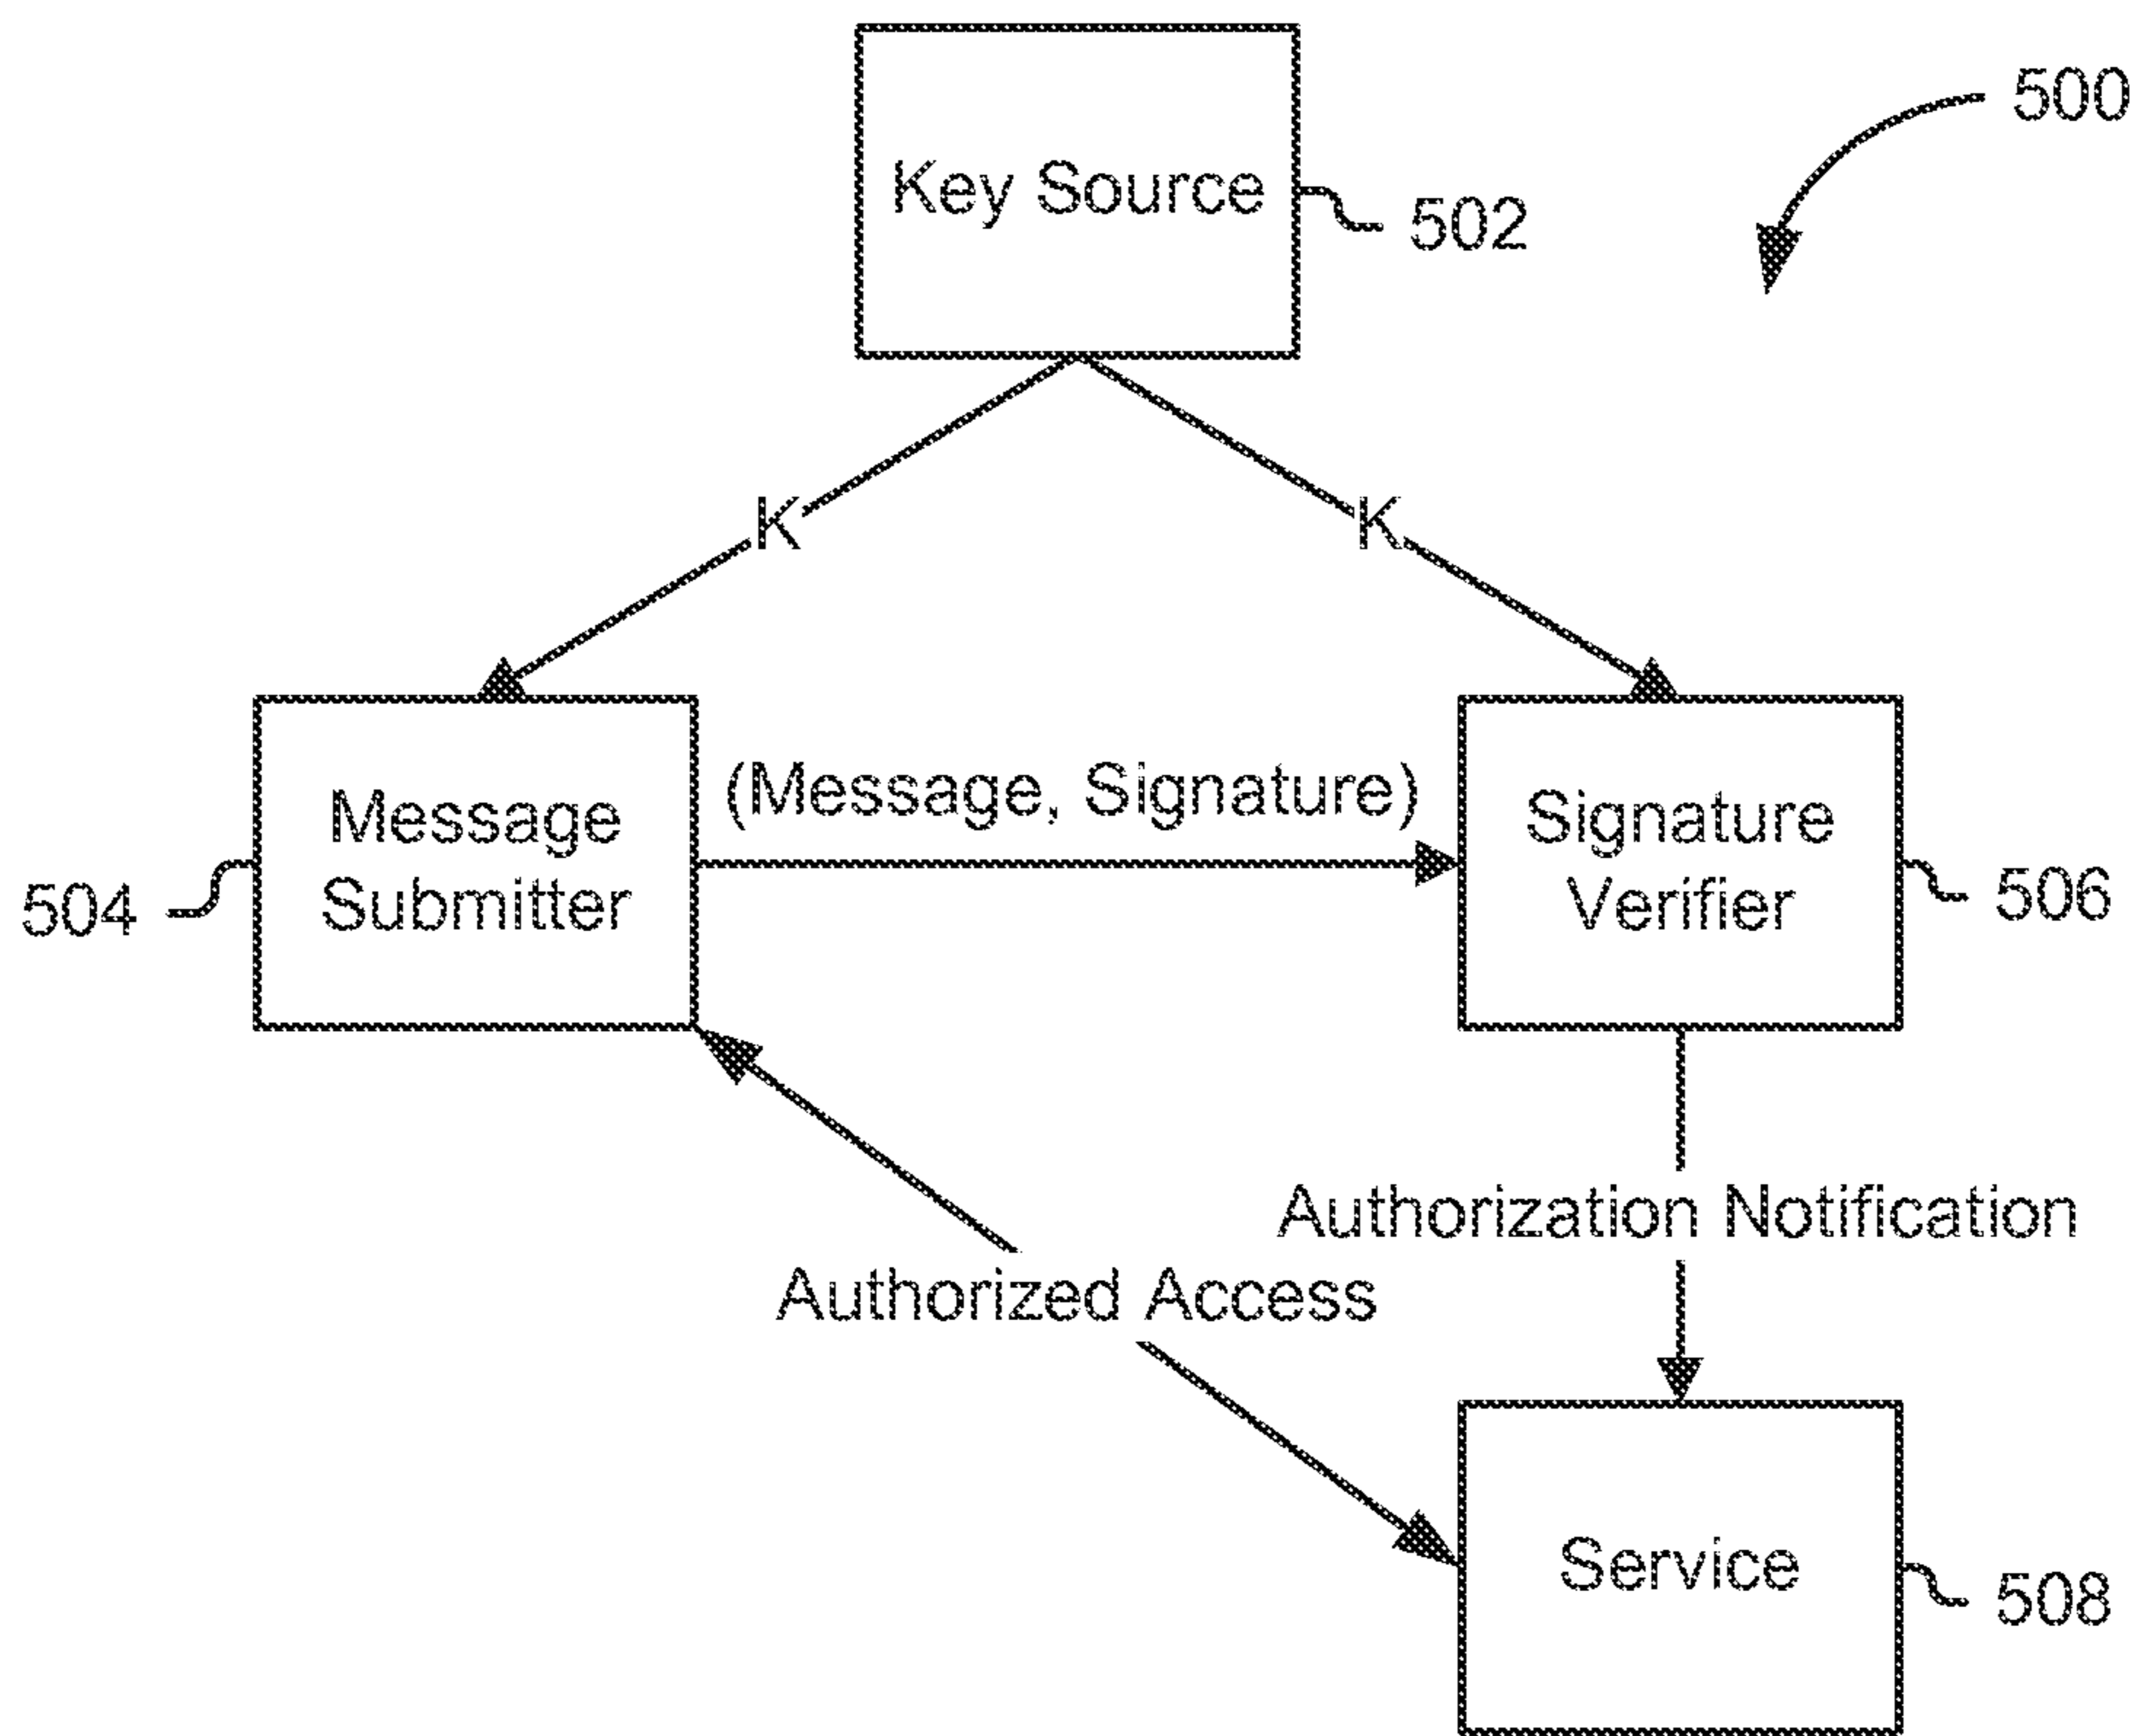 500
Key Source
502
K
K
Message
Submitter
504
(Message, Signature)
Signature
Verifier
506
Authorization Notification
Authorized Access
Service
508